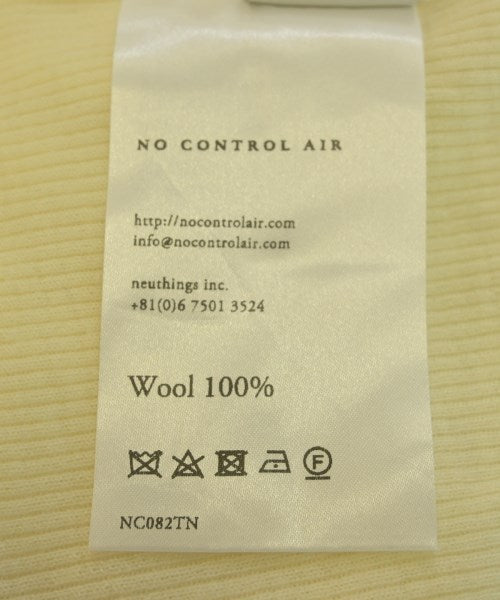 NO CONTROL AIR
http://nocontrolair.com
info@nocontrolair.com
neuthings inc.
+81(0)6 7501 3524
Wool 100%
F
NC082TN